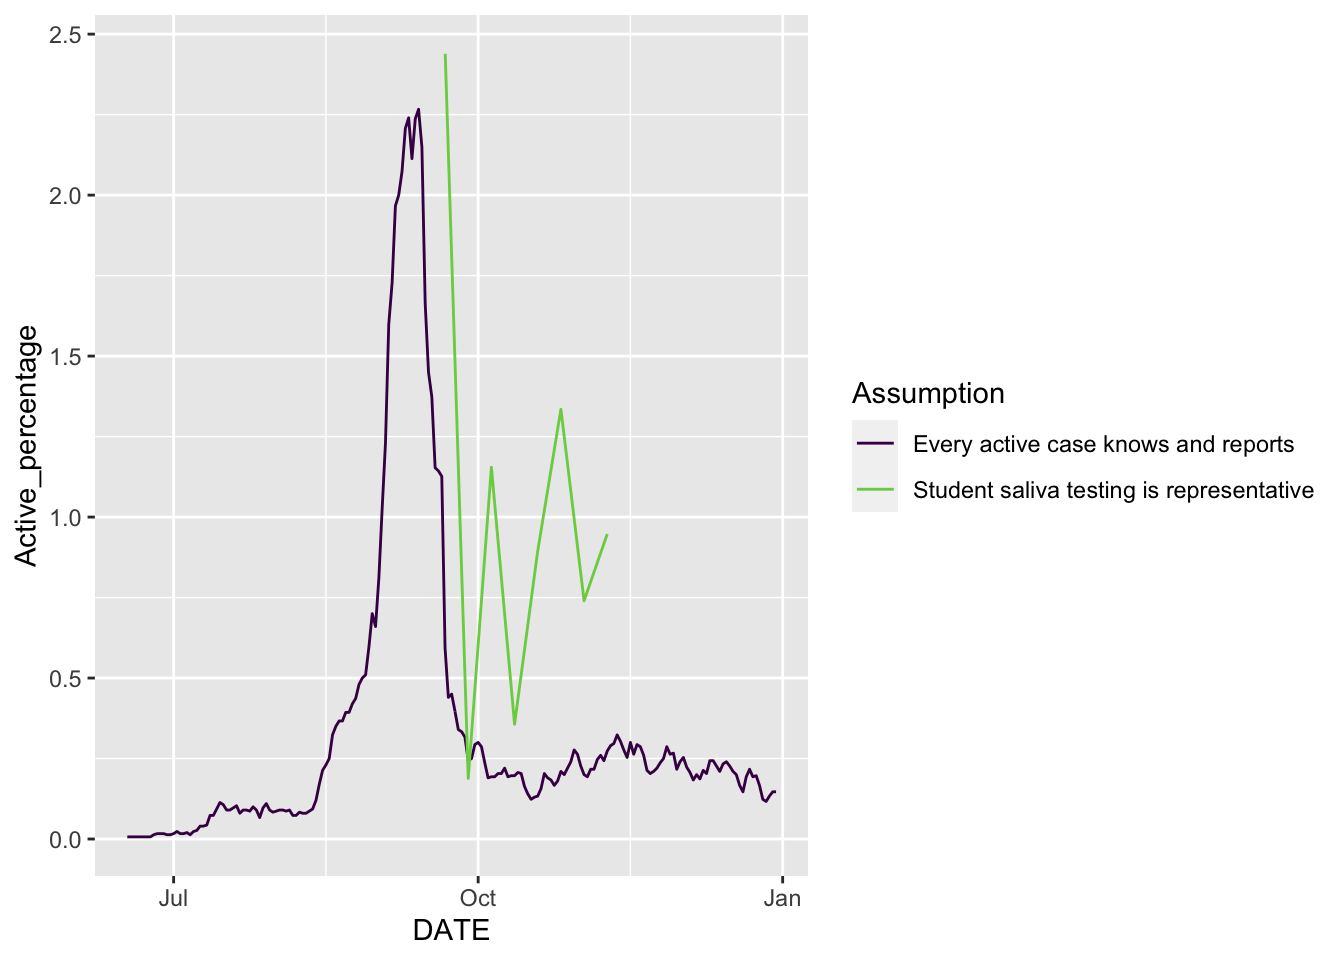 2.5
2.0
1.5
1.0
0.5
0.0
Active_percentage
Jul
Oct
Jan
DATE
Assumption
Every active case knows and reports
Student saliva testing is representative